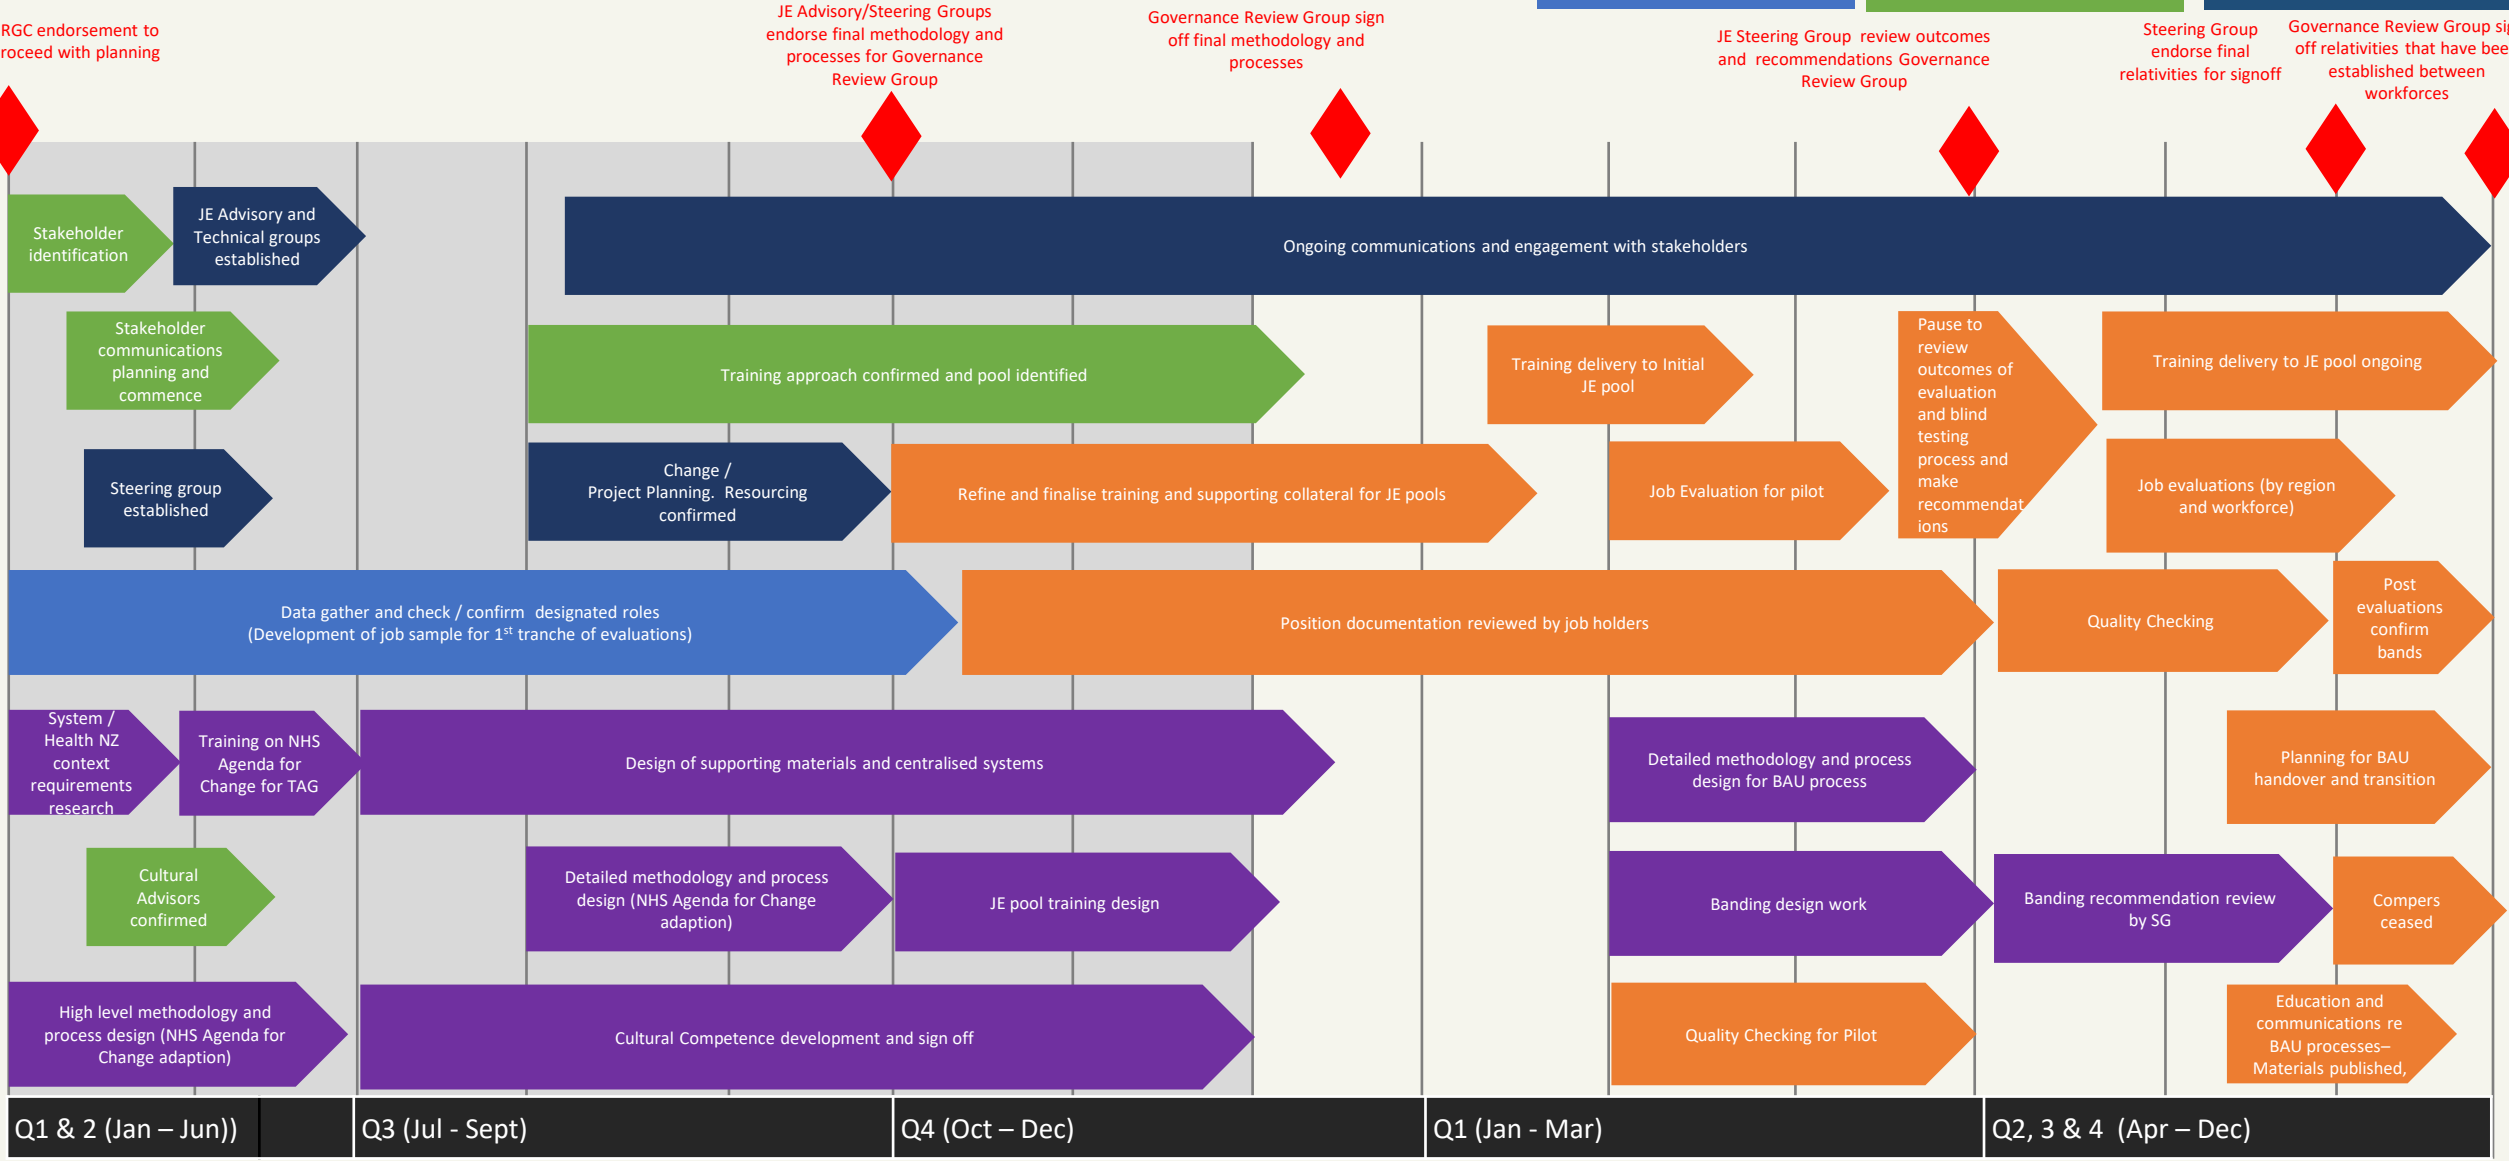 RGC endorsement to
roceed with planning
JE Advisory/Steering Groups
endorse final methodology and
processes for Governance
Review Group
Governance Review Group sign
off final methodology and
processes
JE Steering Group review outcomes
and recommendations Governance
Review Group
Steering Group
endorse final
relativities for signoff
Governance Review Group sig
off relativities that have bee
established between
workforces
Stakeholder
identification
JE Advisory and
Technical groups
established
Ongoing communications and engagement with stakeholders
Stakeholder
communications
planning and
commence
Training approach confirmed and pool identified
Training delivery to Initial
JE pool
Pause to
review
outcomes of
evaluation
and blind
testing
process and
make
recommendat
ions
Training delivery to JE pool ongoing
Steering group
established
Change /
Project Planning. Resourcing
confirmed
Refine and finalise training and supporting collateral for JE pools
Job Evaluation for pilot
Job evaluations (by region
and workforce)
Data gather and check / confirm designated roles
(Development of job sample for 1st tranche of evaluations)
Position documentation reviewed by job holders
Quality Checking
Post
evaluations
confirm
bands
System /
Health NZ
context
requirements
research
Training on NHS
Agenda for
Change for TAG
Design of supporting materials and centralised systems
Detailed methodology and process
design for BAU process
Planning for BAU
handover and transition
Cultural
Advisors
confirmed
Detailed methodology and process
design (NHS Agenda for Change
adaption)
JE pool training design
Banding design work
Banding recommendation review
by SG
Compers
ceased
High level methodology and
process design (NHS Agenda for
Change adaption)
Cultural Competence development and sign off
Quality Checking for Pilot
Education and
communications re
BAU processes–
Materials published,
Q1 & 2 (Jan – Jun))
Q3 (Jul - Sept)
Q4 (Oct – Dec)
Q1 (Jan - Mar)
Q2, 3 & 4 (Apr – Dec)